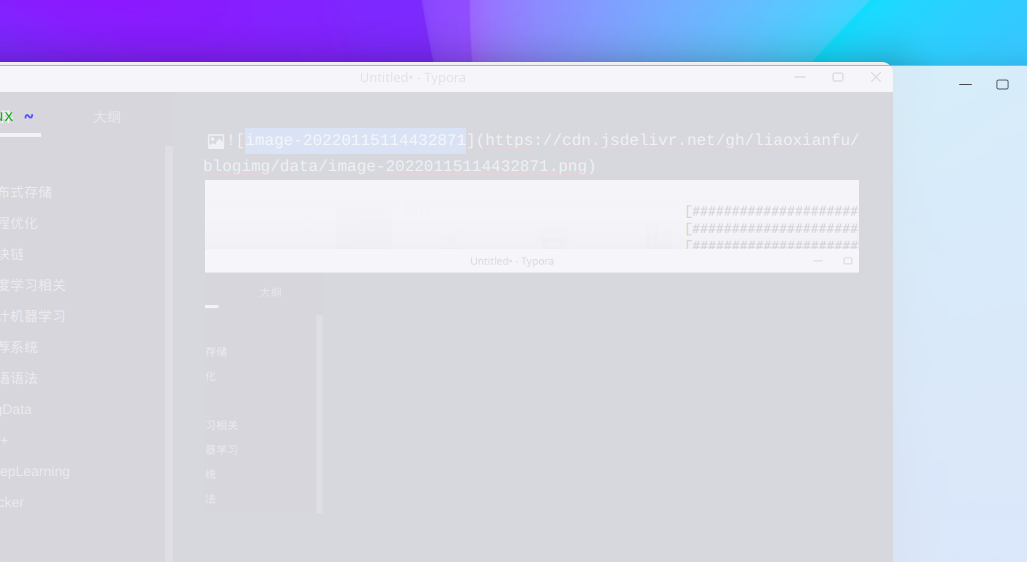 Untitled• - Typora
NX ~
大纲
![image-20220115114432871](https://cdn.jsdelivr.net/gh/liaoxianfu/
blogimg/data/image-20220115114432871.png)
布式存储
程优化
块链
度学习相关
计机器学习
荐系统
语语法
gData
+
epLearning
cker
[#####################
[#####################
[#####################
Untitled• - Typora
大纲
存储
化
习相关
器学习
统
法